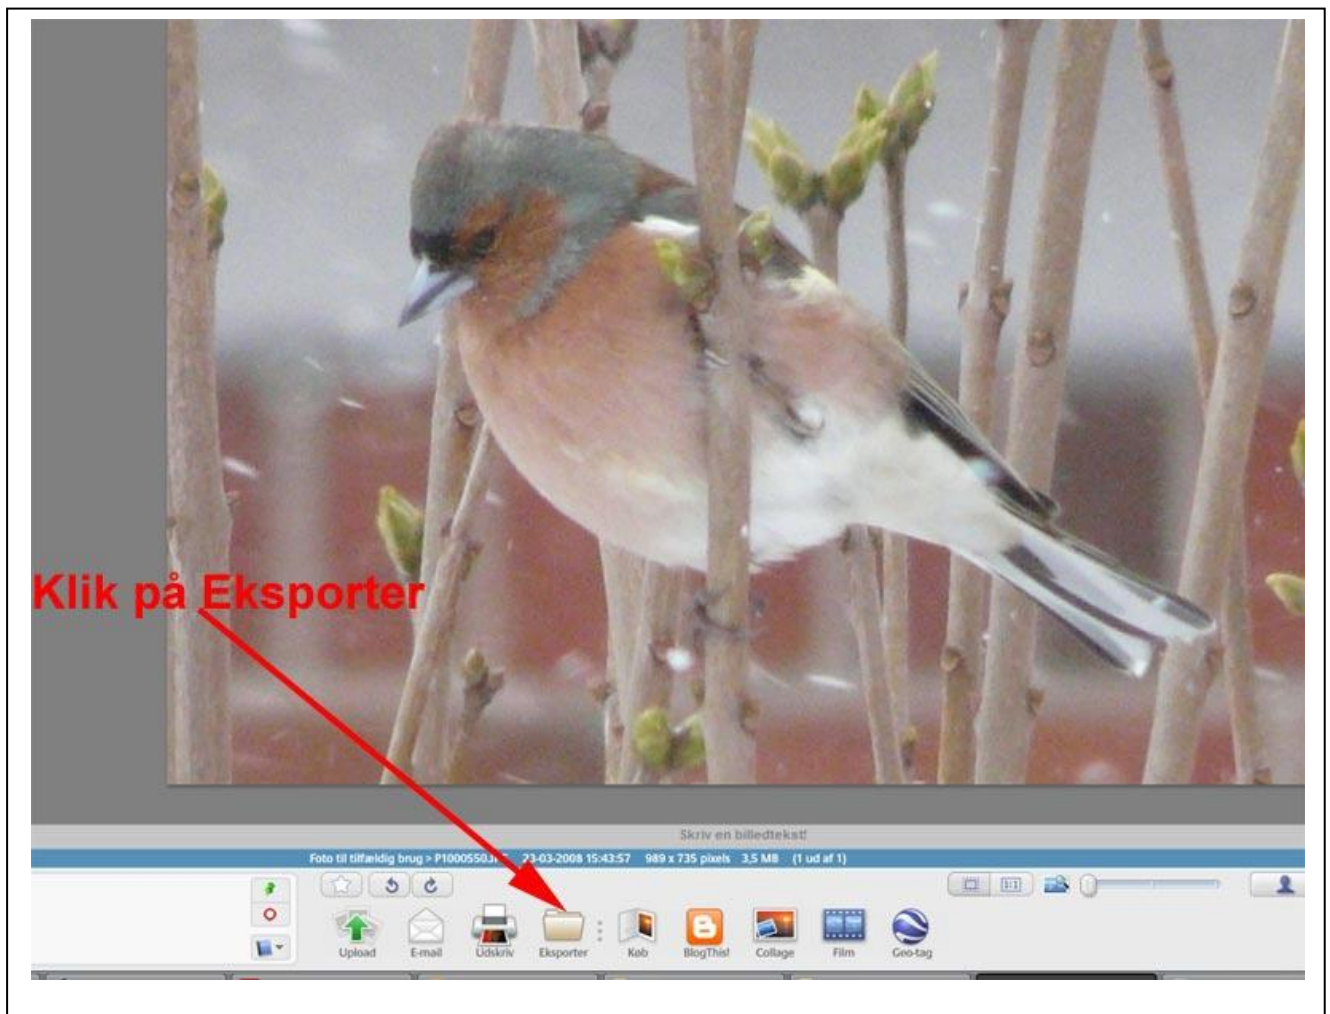 Klik på Eksporter
Skriv en billedtekst!
Foto til tilfældig brug > P1000550.JPG 23-03-2008 15:43:57 989 x 735 pixels 3,5 MB (1 ud af 1)
1:1
Upload E-mail Udskriv Eksporter Køb BlogThis! Collage Film Geo-tag